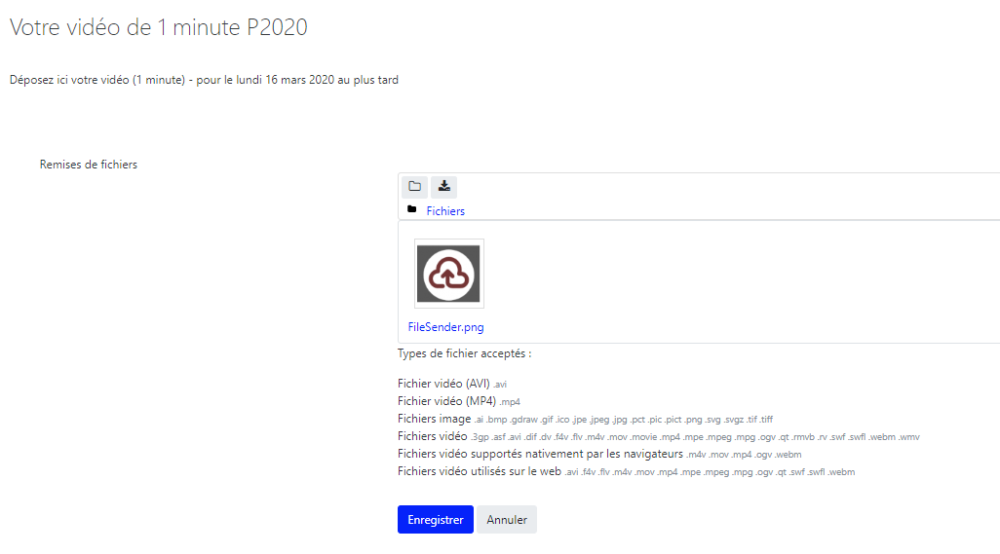 Votre vidéo de 1 minute P2020
Déposez ici votre vidéo (1 minute) - pour le lundi 16 mars 2020 au plus tard
Remises de fichiers
Fichiers
FileSender.png
Types de fichier acceptés :
Fichier vidéo (AVI) .avi
Fichier vidéo (MP4) .mp4
Fichiers image .ai .bmp .gdraw .gif .ico .jpe .jpeg .jpg .pct .pic .pict .png .svg .svgz .tif .tiff
Fichiers vidéo .3gp .asf .avi .dif .dv .f4v .flv .m4v .mov .movie .mp4 .mpe .mpeg .mpg .ogv .qt .rmvb .rv .swf .swfl .webm .wmv
Fichiers vidéo supportés nativement par les navigateurs .m4v .mov .mp4 .ogv .webm
Fichiers vidéo utilisés sur le web .avi .f4v .flv .m4v .mov .mp4 .mpe .mpeg .mpg .ogv .qt .swf .swfl .webm
Enregistrer Annuler